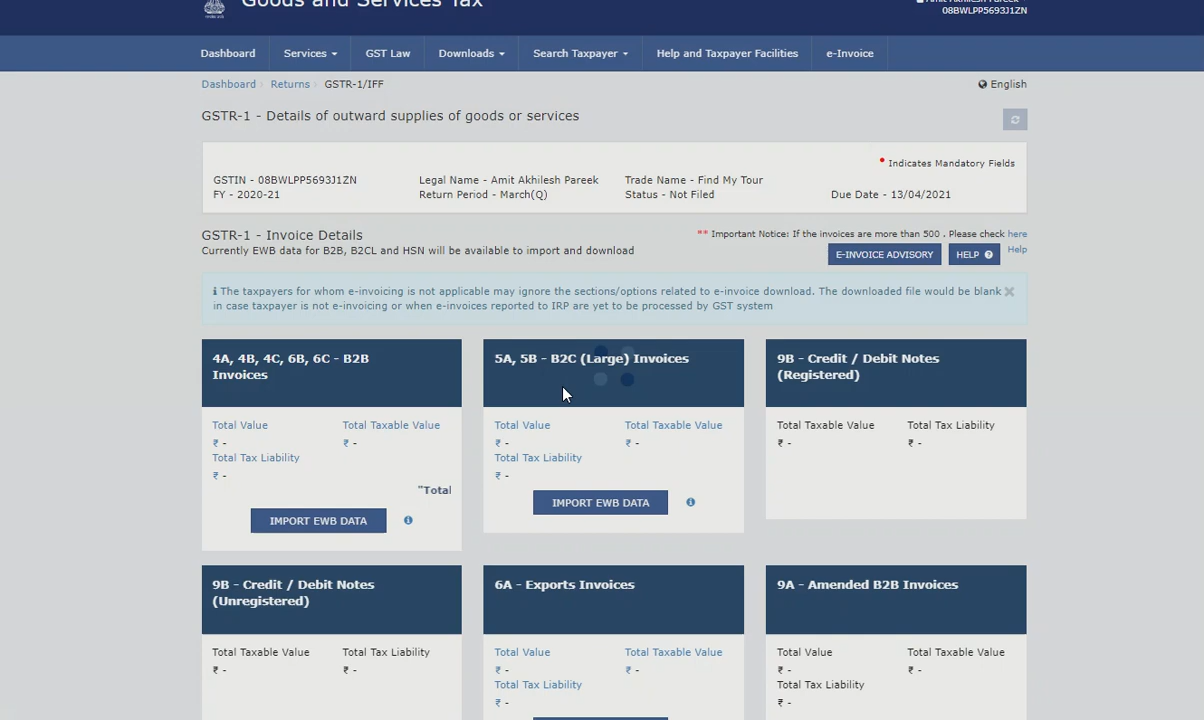 Goods and Services Tax
08BWLPP5693J1ZN
Dashboard Services GST Law Downloads Search Taxpayer Help and Taxpayer Facilities e-Invoice
Dashboard Returns GSTR-1/IFF English
GSTR-1 - Details of outward supplies of goods or services
• Indicates Mandatory Fields
GSTIN - 08BWLPP5693J1ZN Legal Name - Amit Akhilesh Pareek Trade Name - Find My Tour
FY - 2020-21 Return Period - March(Q) Status - Not Filed Due Date - 13/04/2021
GSTR-1 - Invoice Details ** Important Notice: If the invoices are more than 500 . Please check here
Currently EWB data for B2B, B2CL and HSN will be available to import and download Help
E-INVOICE ADVISORY HELP ?
i The taxpayers for whom e-invoicing is not applicable may ignore the sections/options related to e-invoice download. The downloaded file would be blank
in case taxpayer is not e-invoicing or when e-invoices reported to IRP are yet to be processed by GST system
4A, 4B, 4C, 6B, 6C - B2B
Invoices
Total Value Total Taxable Value
₹ - ₹ -
Total Tax Liability
₹ -
"Total
IMPORT EWB DATA
5A, 5B - B2C (Large) Invoices
Total Value Total Taxable Value
₹ - ₹ -
Total Tax Liability
₹ -
IMPORT EWB DATA
9B - Credit / Debit Notes
(Registered)
Total Taxable Value Total Tax Liability
₹ - ₹ -
9B - Credit / Debit Notes
(Unregistered)
Total Taxable Value Total Tax Liability
₹ - ₹ -
6A - Exports Invoices
Total Value Total Taxable Value
₹ - ₹ -
Total Tax Liability
₹ -
9A - Amended B2B Invoices
Total Value Total Taxable Value
₹ - ₹ -
Total Tax Liability
₹ -